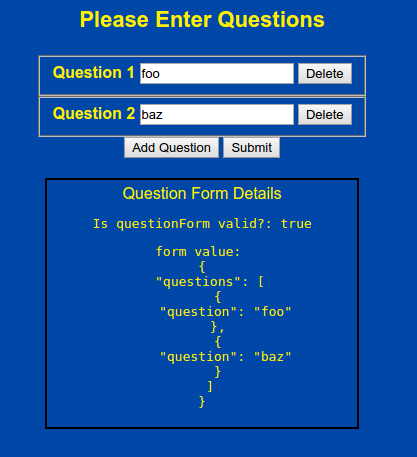 Please Enter Questions
Question 1 foo Delete
Question 2 baz Delete
Add Question Submit
Question Form Details
Is questionForm valid?: true
form value:
{
"questions": [
{
"question": "foo"
},
{
"question": "baz"
}
]
}